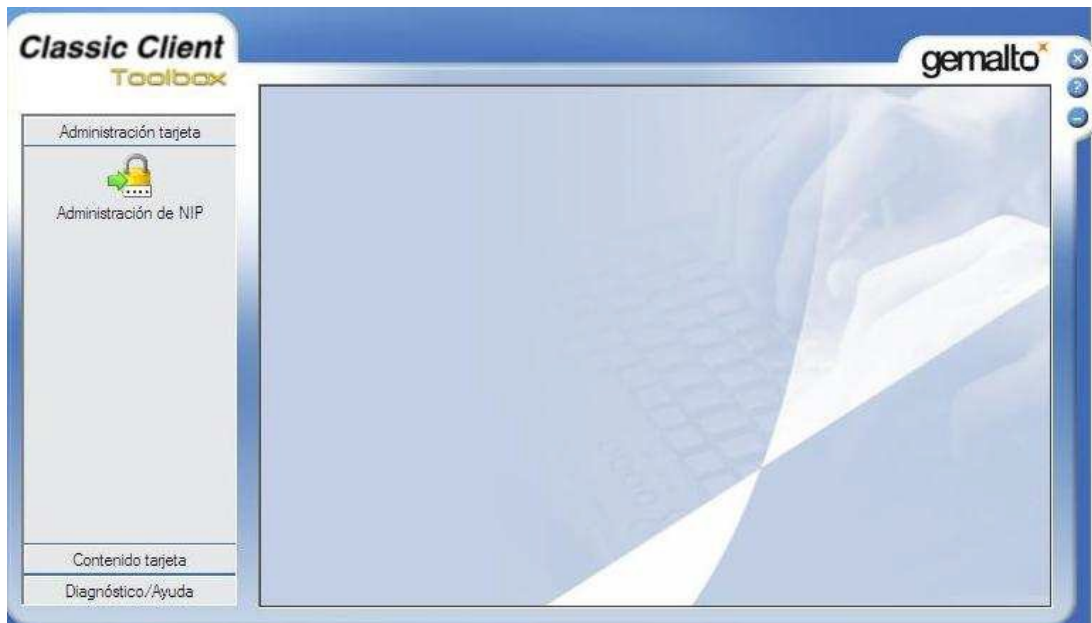 Classic Client
Toolbox
gemalto
Administración tarjeta
Administración de NIP
Contenido tarjeta
Diagnóstico/Ayuda